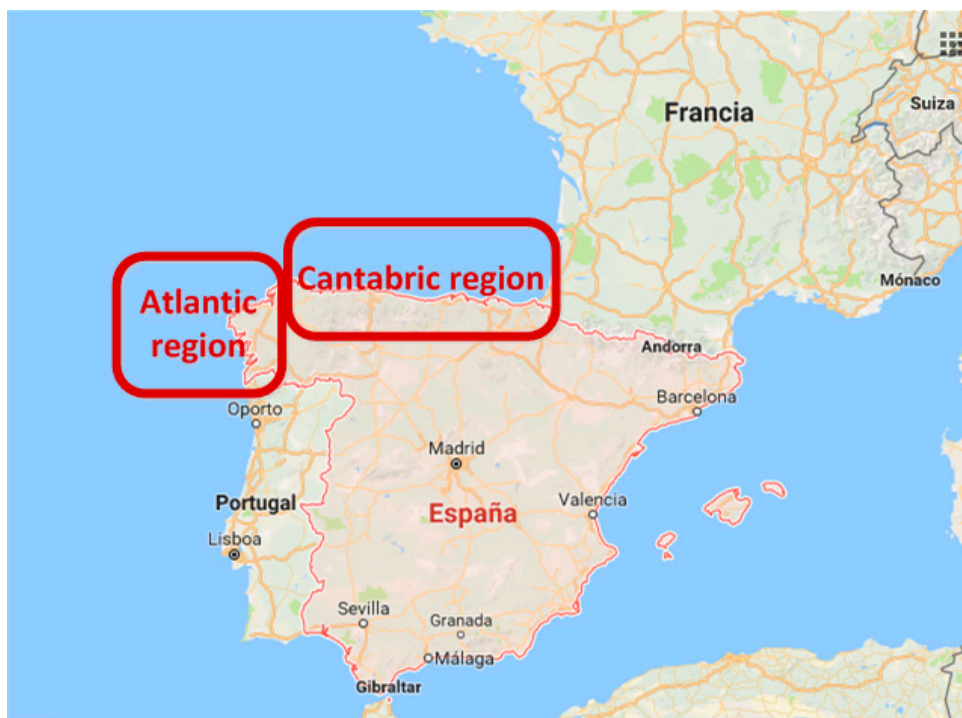 Francia
Suiza
Cantabric region
Mónaco
Atlantic
region
Andorra
Barcelona
Oporto
Madrid
Portugal
España
Valencia
Lisboa
Sevilla
Granada
Málaga
Gibraltar